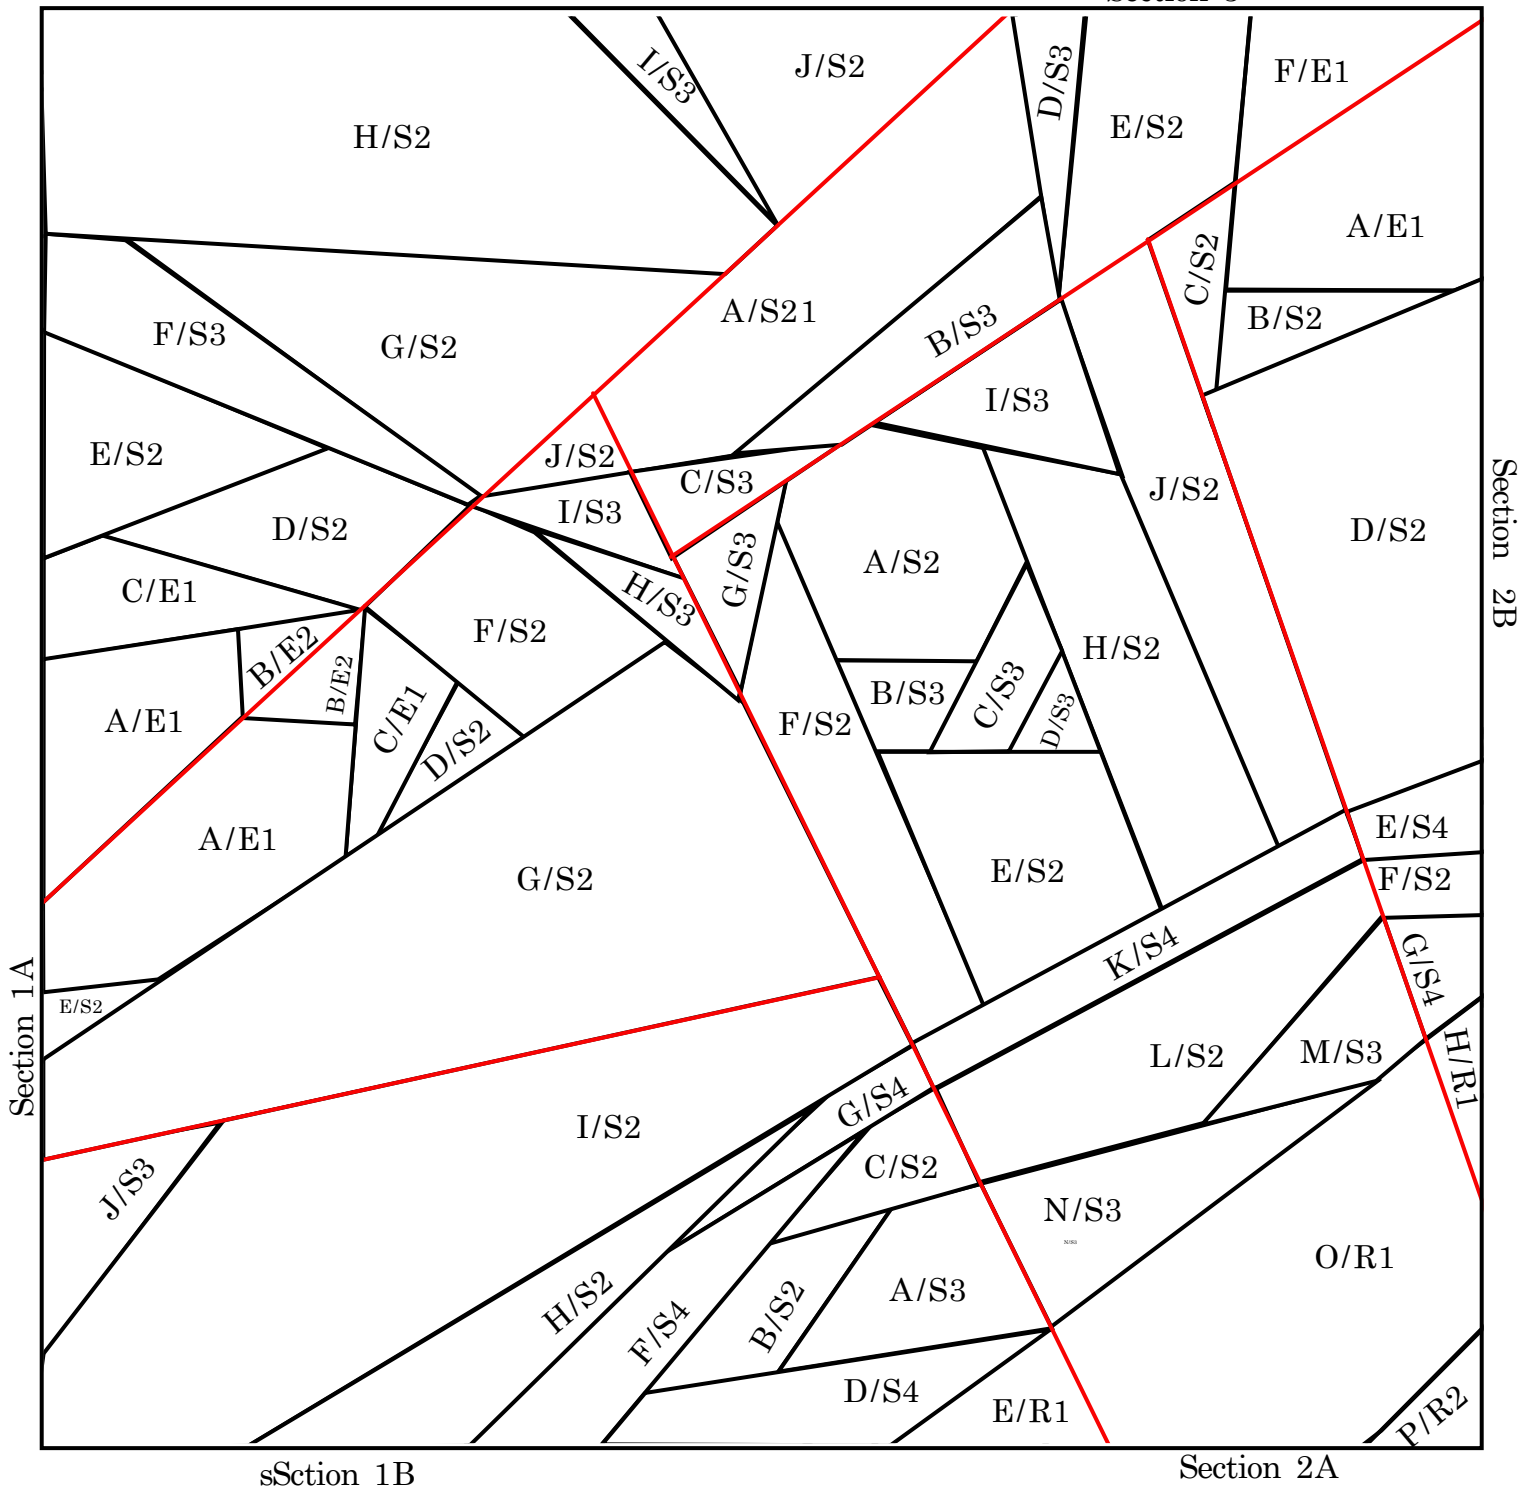 I/S3
J/S2
D/S3
F/E1
H/S2
E/S2
A/E1
C/S2
A/S21
B/S2
F/S3
G/S2
B/S3
I/S3
E/S2
J/S2
C/S3
J/S2
Section 2B
I/S3
D/S2
D/S2
A/S2
G/S3
C/E1
H/S3
F/S2
H/S2
B/E2
B/E2
B/S3
C/S3
D/S3
A/E1
C/E1
F/S2
D/S2
A/E1
E/S4
G/S2
E/S2
F/S2
K/S4
G/S4
Section 1A
E/S2
L/S2
M/S3
H/R1
G/S4
I/S2
C/S2
J/S3
N/S3
N/S3
O/R1
H/S2
A/S3
B/S2
F/S4
D/S4
E/R1
P/R2
sSction 1B
Section 2A